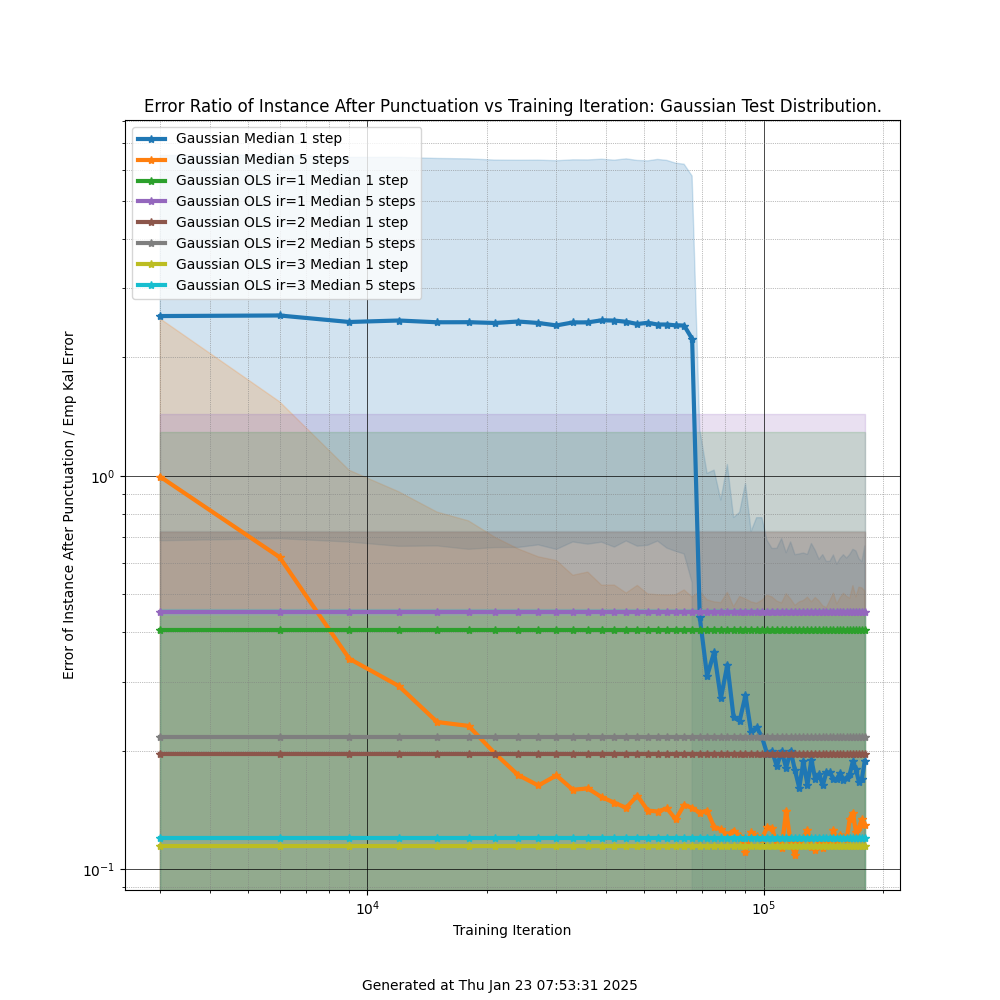 Error Ratio of Instance After Punctuation vs Training Iteration: Gaussian Test Distribution.
Gaussian Median 1 step
Gaussian Median 5 steps
Gaussian OLS ir=1 Median 1 step
Gaussian OLS ir=1 Median 5 steps
Gaussian OLS ir=2 Median 1 step
Gaussian OLS ir=2 Median 5 steps
Gaussian OLS ir=3 Median 1 step
Gaussian OLS ir=3 Median 5 steps
Error of Instance After Punctuation / Emp Kal Error
10⁰
10⁻¹
10⁴
10⁵
Training Iteration
Generated at Thu Jan 23 07:53:31 2025